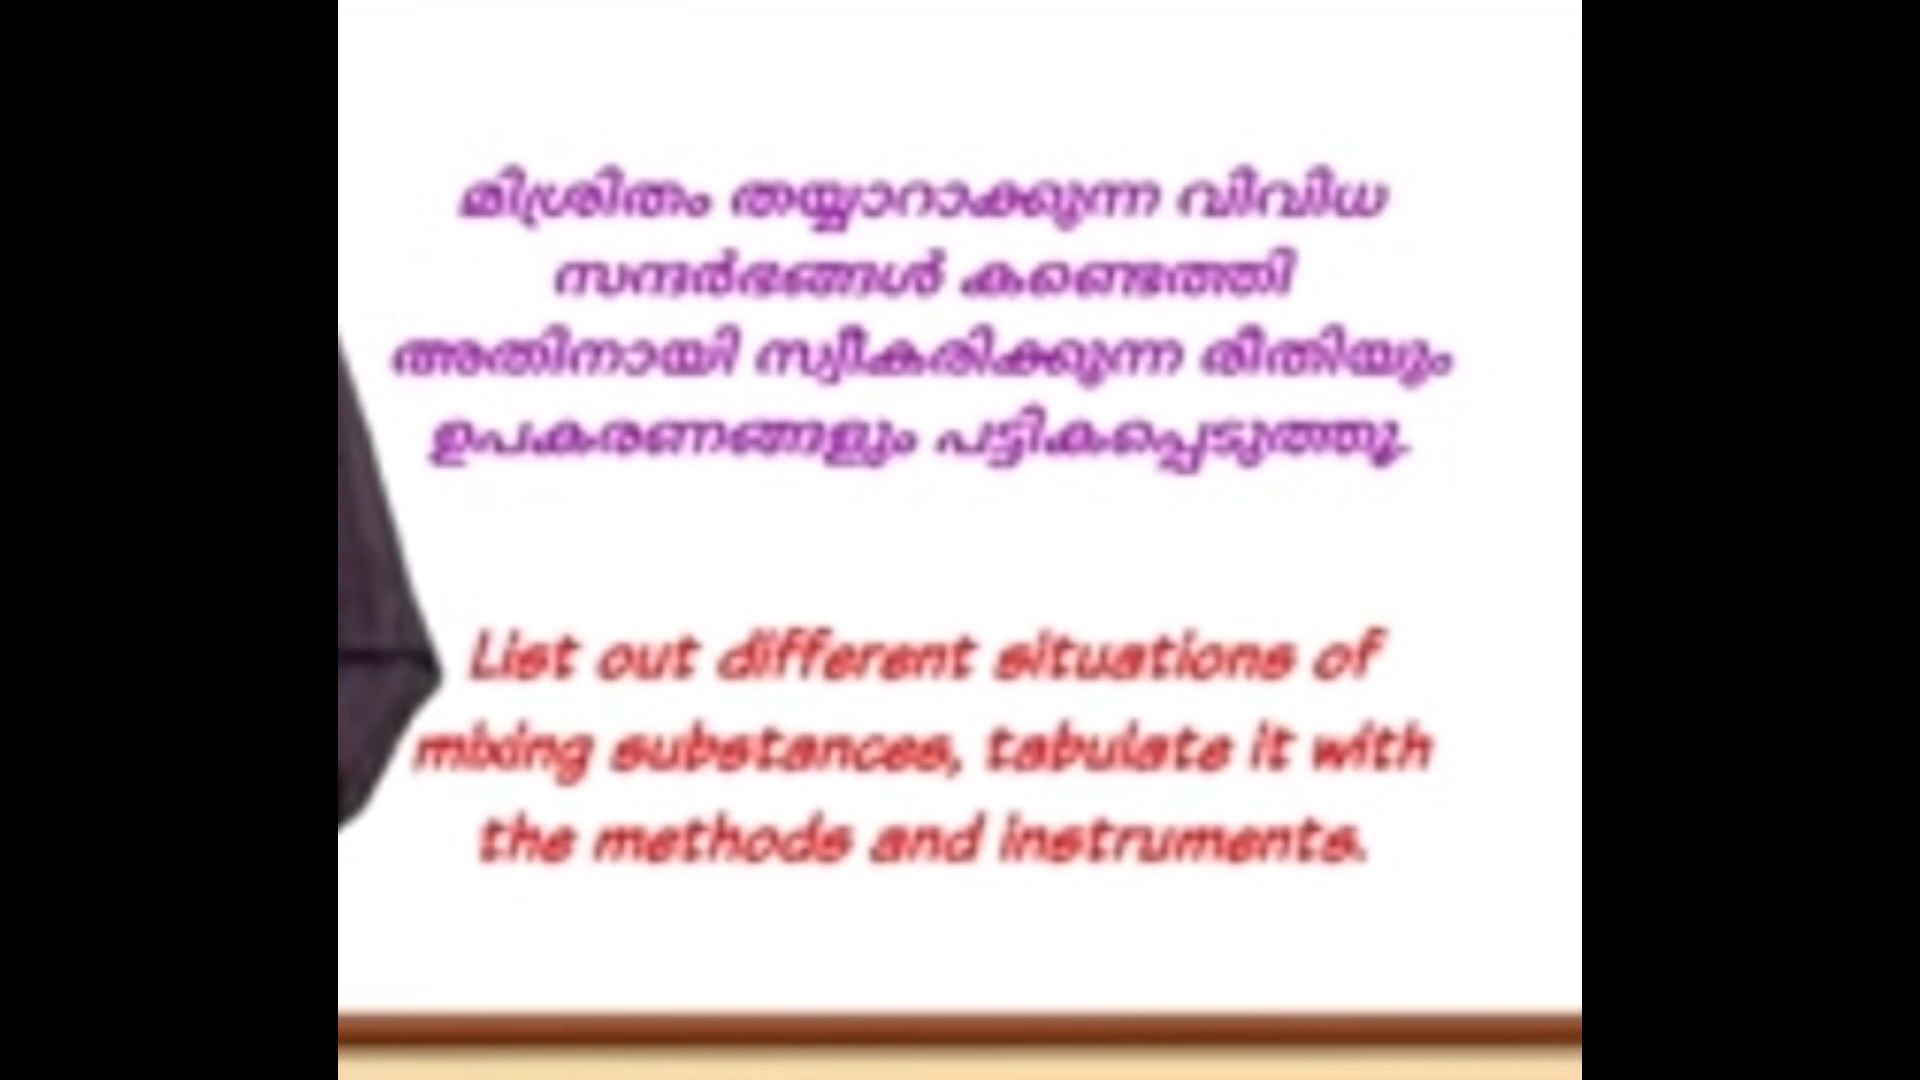 മിശ്രിതം തയ്യാറാക്കുന്ന വിവിധ
സന്ദർഭങ്ങൾ കണ്ടെത്തി
അതിനായി സ്വീകരിക്കുന്ന രീതിയും
ഉപകരണങ്ങളും പട്ടികപ്പെടുത്തൂ.
List out different situations of
mixing substances, tabulate it with
the methods and instruments.